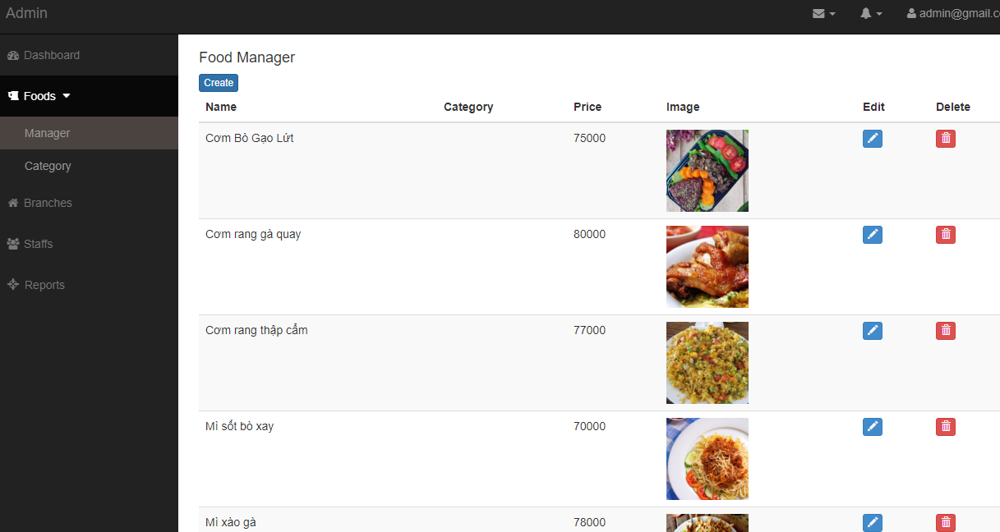 Admin
admin@gmail.c
Dashboard
Foods
Manager
Category
Branches
Staffs
Reports
Food Manager
Create
Name Category Price Image Edit Delete
Cơm Bò Gạo Lứt 75000
Cơm rang gà quay 80000
Cơm rang thập cẩm 77000
Mì sốt bò xay 70000
Mì xào gà 78000